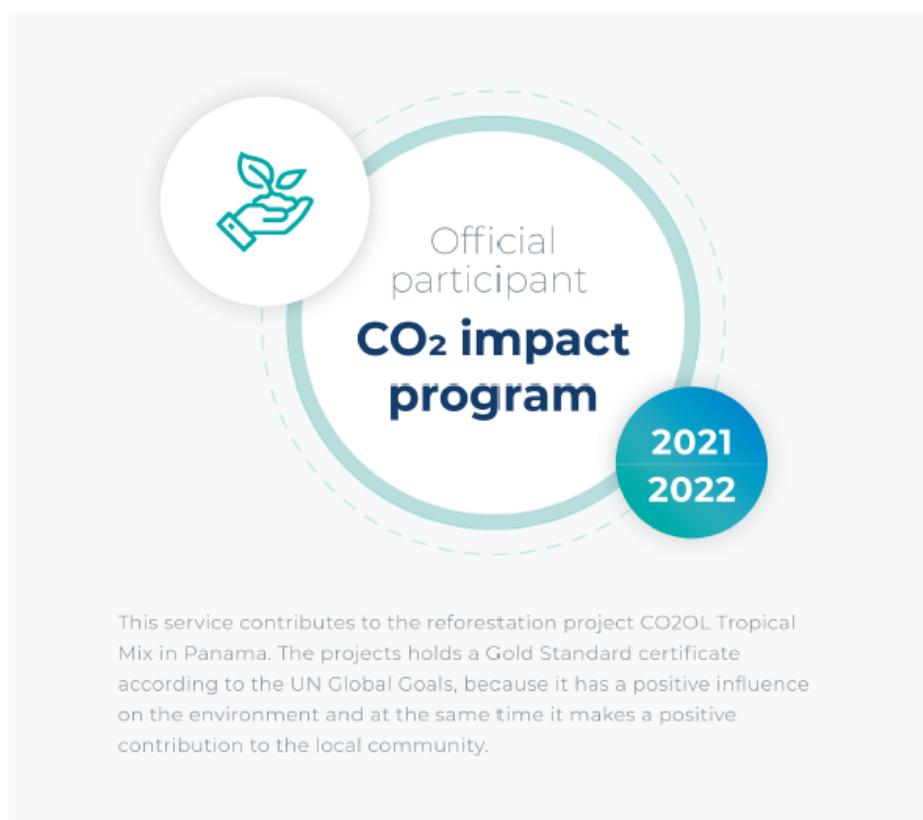 Official
participant
CO₂ impact
program
2021
2022
This service contributes to the reforestation project CO2OL Tropical
Mix in Panama. The projects holds a Gold Standard certificate
according to the UN Global Goals, because it has a positive influence
on the environment and at the same time it makes a positive
contribution to the local community.